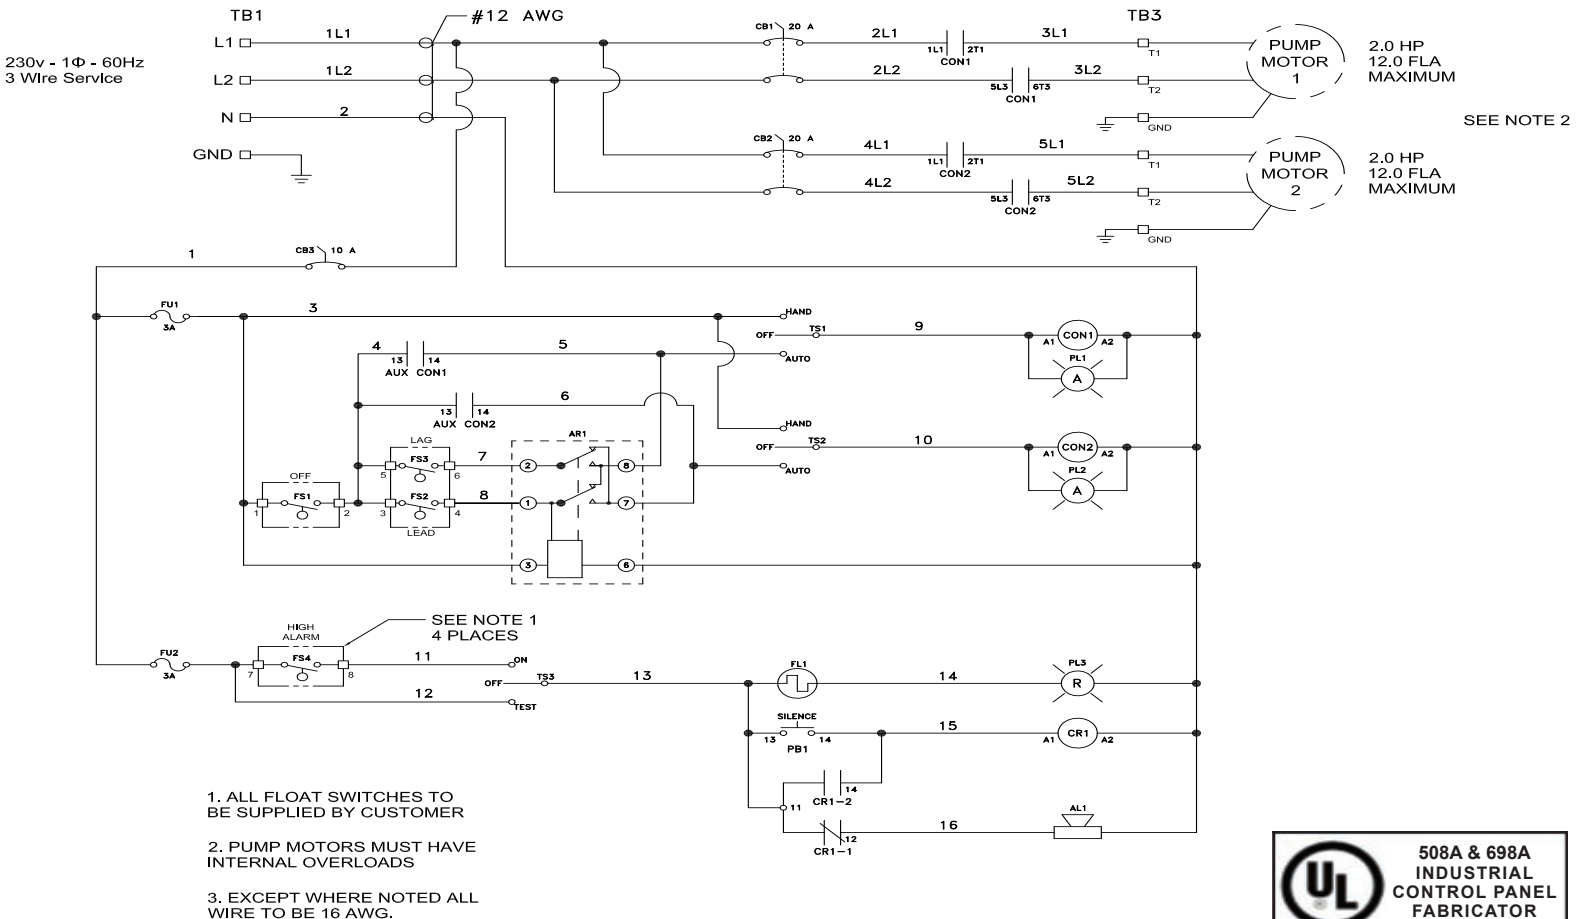 TB1
#12 AWG
TB3
230v - 1Φ - 60Hz
3 Wire Service
L1
1L1
CB1
20 A
2L1
1L1
2T1
CON1
3L1
T1
PUMP
MOTOR
1
2.0 HP
12.0 FLA
MAXIMUM
L2
1L2
2L2
5L3
6T3
CON1
3L2
T2
N
2
GND
SEE NOTE 2
GND
CB2
20 A
4L1
1L1
2T1
CON2
5L1
T1
PUMP
MOTOR
2
2.0 HP
12.0 FLA
MAXIMUM
4L2
5L3
6T3
CON2
5L2
T2
GND
1
CB3
10 A
FU1
3A
3
HAND
OFF
TS1
AUTO
9
A1
CON1
A2
PL1
A
4
13
14
AUX CON1
5
13
14
AUX CON2
6
HAND
OFF
TS2
AUTO
10
A1
CON2
A2
PL2
A
AR1
LAG
FS3
5
6
7
2
8
OFF
FS1
1
2
FS2
3
4
LEAD
8
1
7
3
6
HIGH
ALARM
SEE NOTE 1
4 PLACES
FU2
3A
FS4
7
8
11
ON
OFF
TS3
12
TEST
13
FL1
14
PL3
R
SILENCE
13
14
PB1
15
A1
CR1
A2
14
CR1-2
11
12
CR1-1
16
AL1
1. ALL FLOAT SWITCHES TO
BE SUPPLIED BY CUSTOMER
2. PUMP MOTORS MUST HAVE
INTERNAL OVERLOADS
3. EXCEPT WHERE NOTED ALL
WIRE TO BE 16 AWG.
UL
508A & 698A
INDUSTRIAL
CONTROL PANEL
FABRICATOR